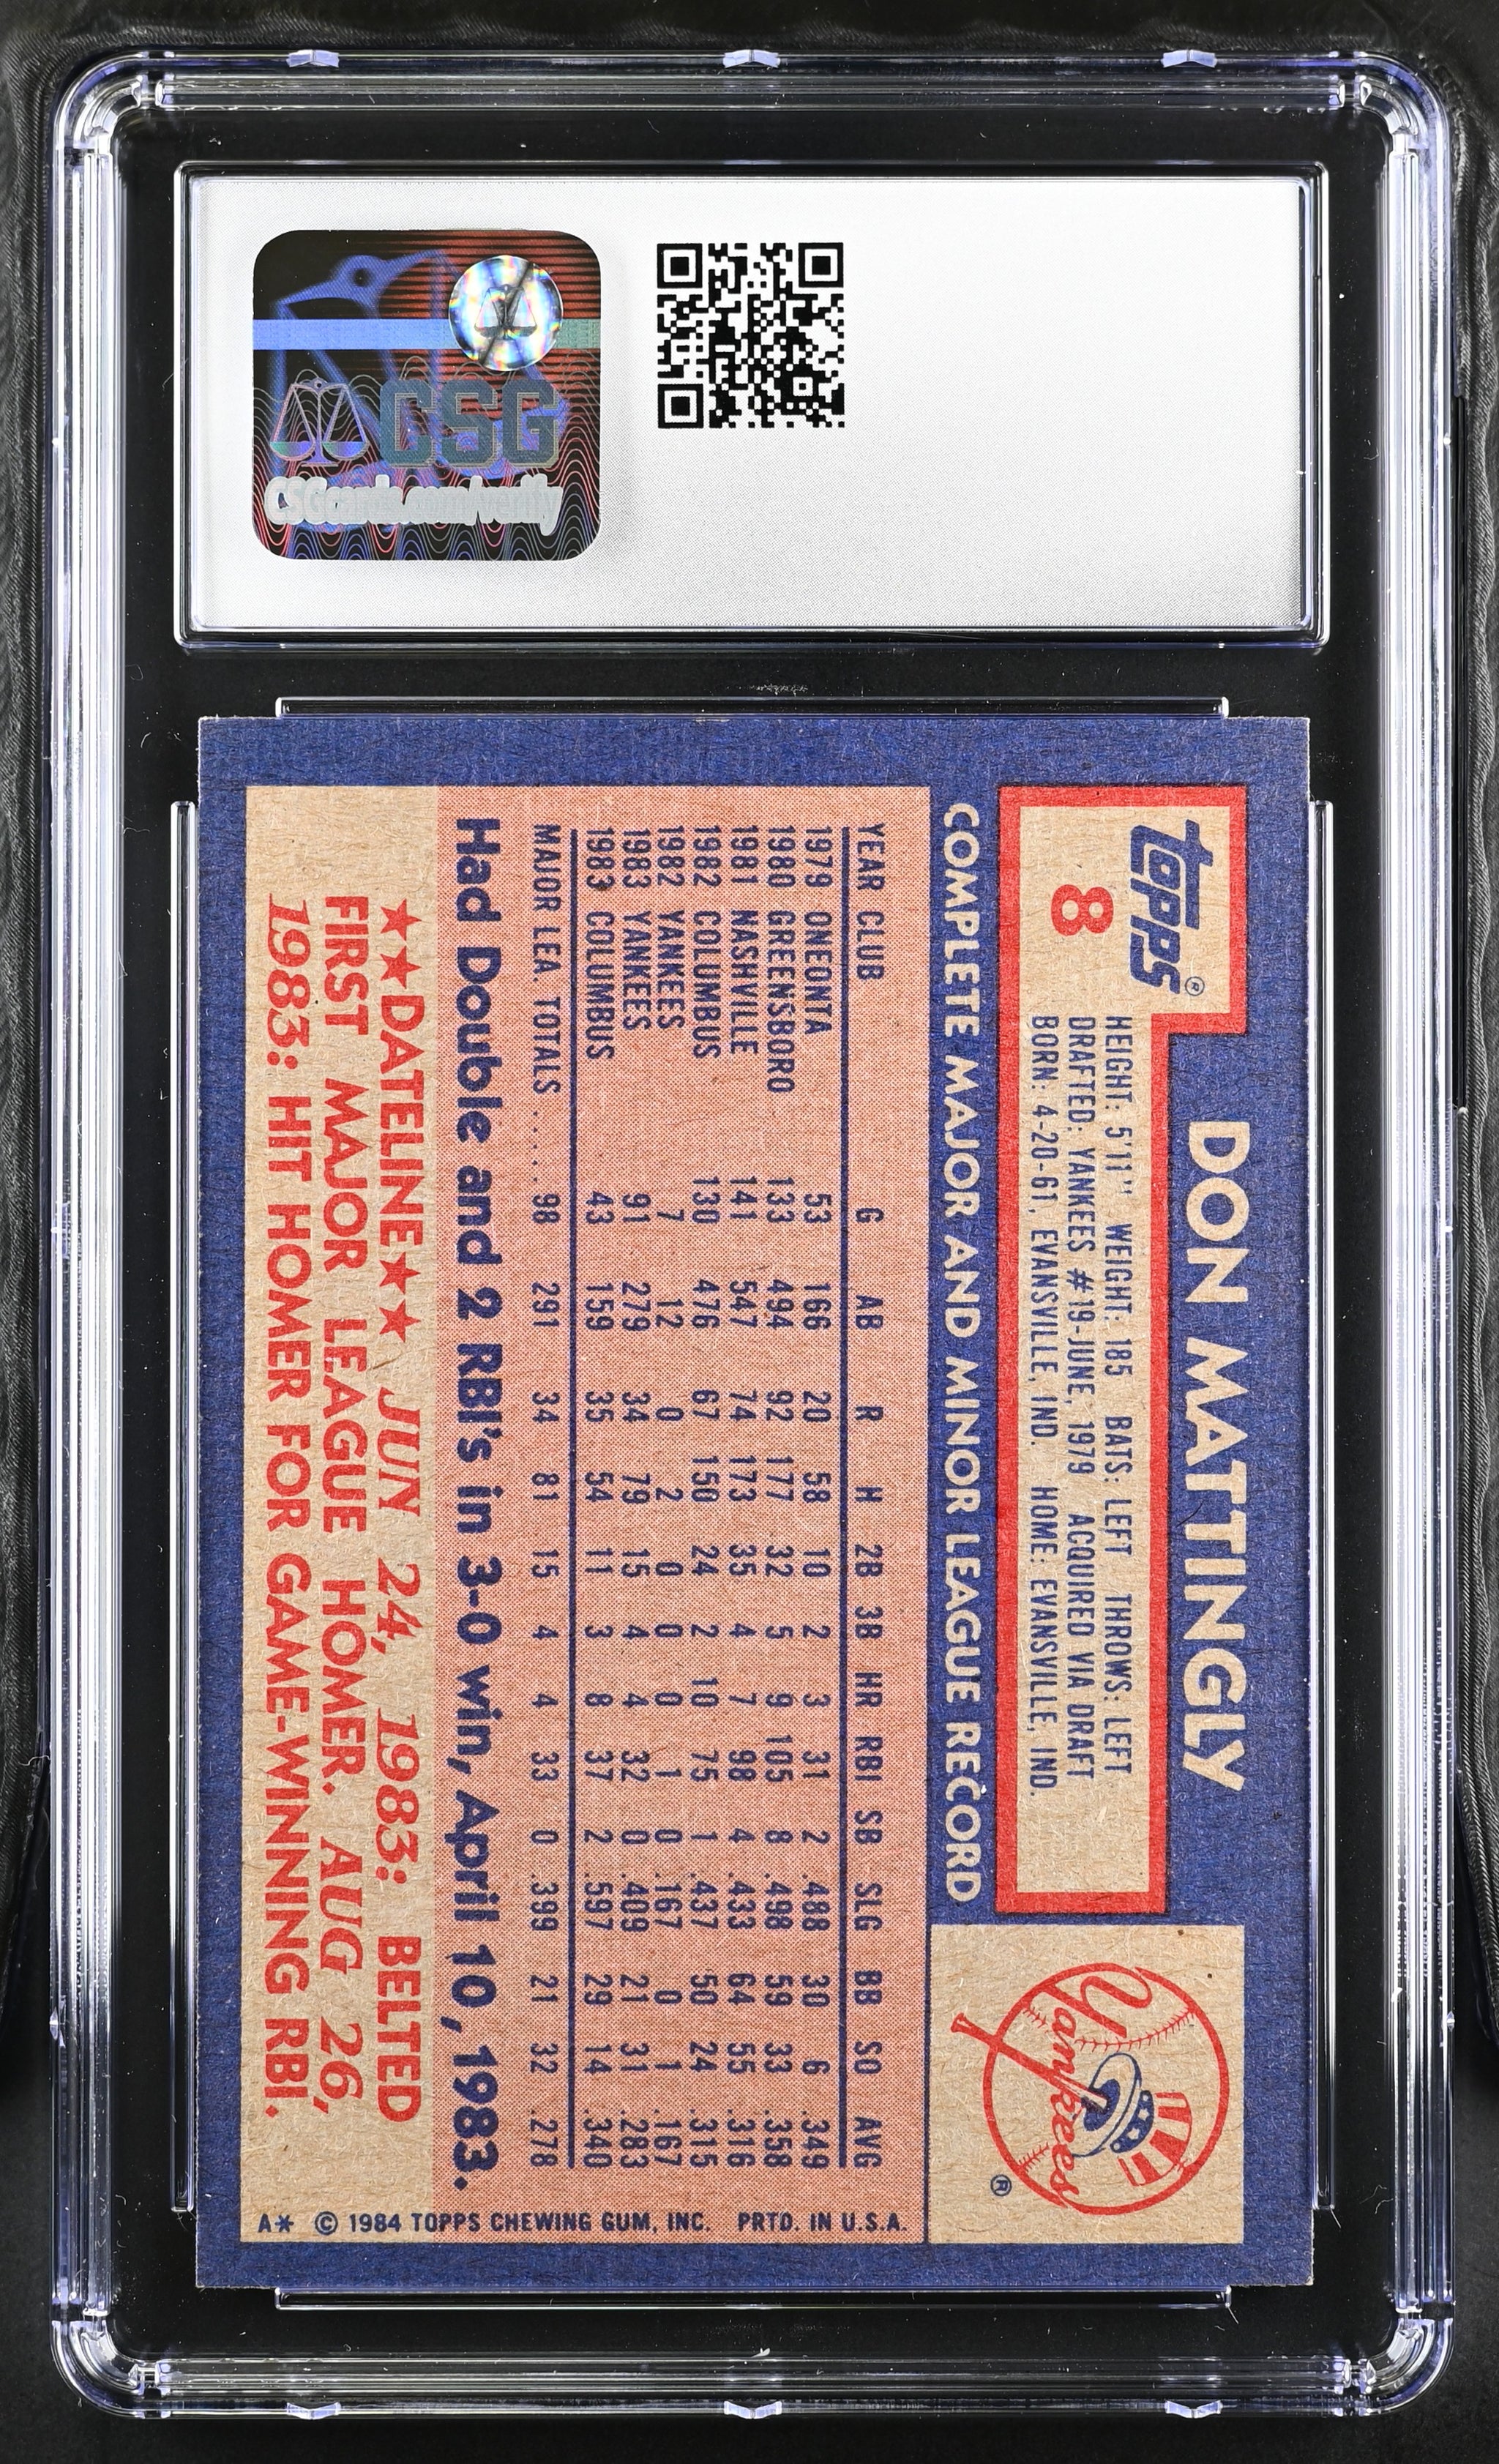 CSG
CSGcards.com/verify
topps®
8
DON MATTINGLY
HEIGHT: 5'11" WEIGHT: 185 BATS: LEFT THROWS: LEFT
DRAFTED: YANKEES #19-JUNE, 1979 ACQUIRED VIA DRAFT
BORN: 4-20-61, EVANSVILLE, IND. HOME: EVANSVILLE, IND.
Yankees
®
COMPLETE MAJOR AND MINOR LEAGUE RECORD
YEAR CLUB G AB R H 2B 3B HR RBI SB SLG BB SO AVG
1979 ONEONTA 53 166 20 58 10 2 3 31 2 .488 30 6 .349
1980 GREENSBORO 133 494 92 177 32 5 9 105 8 .498 59 33 .358
1981 NASHVILLE 141 547 74 173 35 4 7 98 4 .433 64 55 .316
1982 COLUMBUS 130 476 67 150 24 2 10 75 1 .437 50 24 .315
1982 YANKEES 7 12 0 2 0 0 0 1 0 .167 0 1 .167
1983 YANKEES 91 279 34 79 15 4 4 32 0 .409 21 31 .283
1983 COLUMBUS 43 159 35 54 11 3 8 37 2 .597 29 14 .340
MAJOR LEA. TOTALS ...... 98 291 34 81 15 4 4 33 0 .399 21 32 .278
Had Double and 2 RBI's in 3-0 win, April 10, 1983.
★★DATELINE★★ JUN 24, 1983: BELTED
FIRST MAJOR LEAGUE HOMER. AUG 26,
1983: HIT HOMER FOR GAME-WINNING RBI.
A* © 1984 TOPPS CHEWING GUM, INC. PRTD. IN U.S.A.